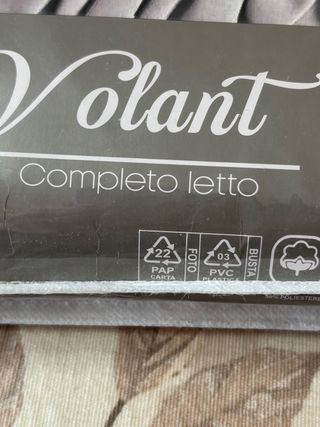 Volant
Completo letto
22
PAP
CARTA
FOTO
03
PVC
PLASTICA
BUSTA